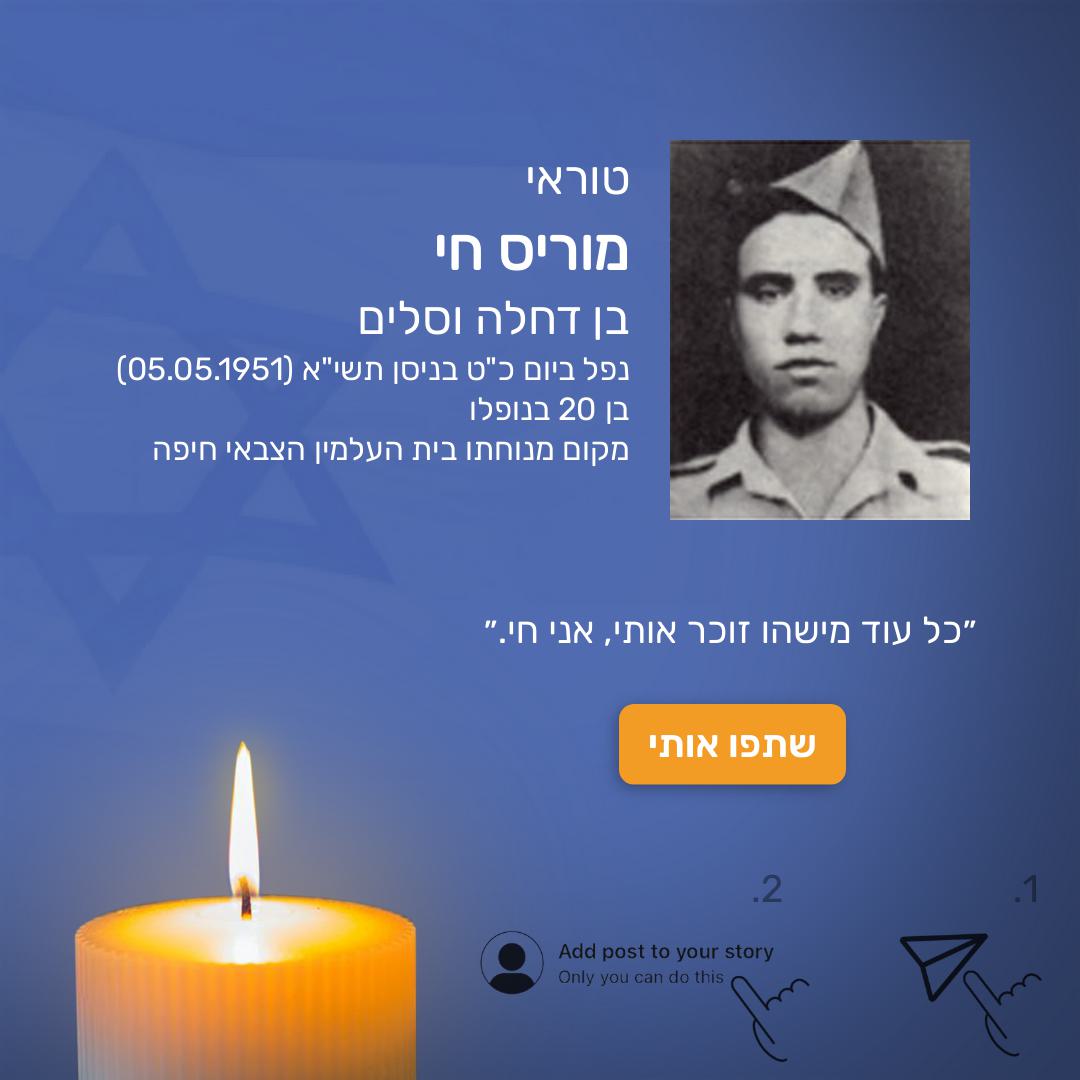 טוראי
מוריס חי
בן דחלה וסלים
נפל ביום כ"ט בניסן תשי"א (05.05.1951)
בן 20 בנופלו
מקום מנוחתו בית העלמין הצבאי חיפה
״כל עוד מישהו זוכר אותי, אני חי.״
שתפו אותי
1.
2.
Add post to your story
Only you can do this